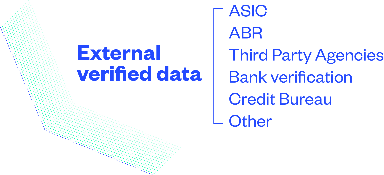 External
verified data
ASIC
ABR
Third Party Agencies
Bank verification
Credit Bureau
Other